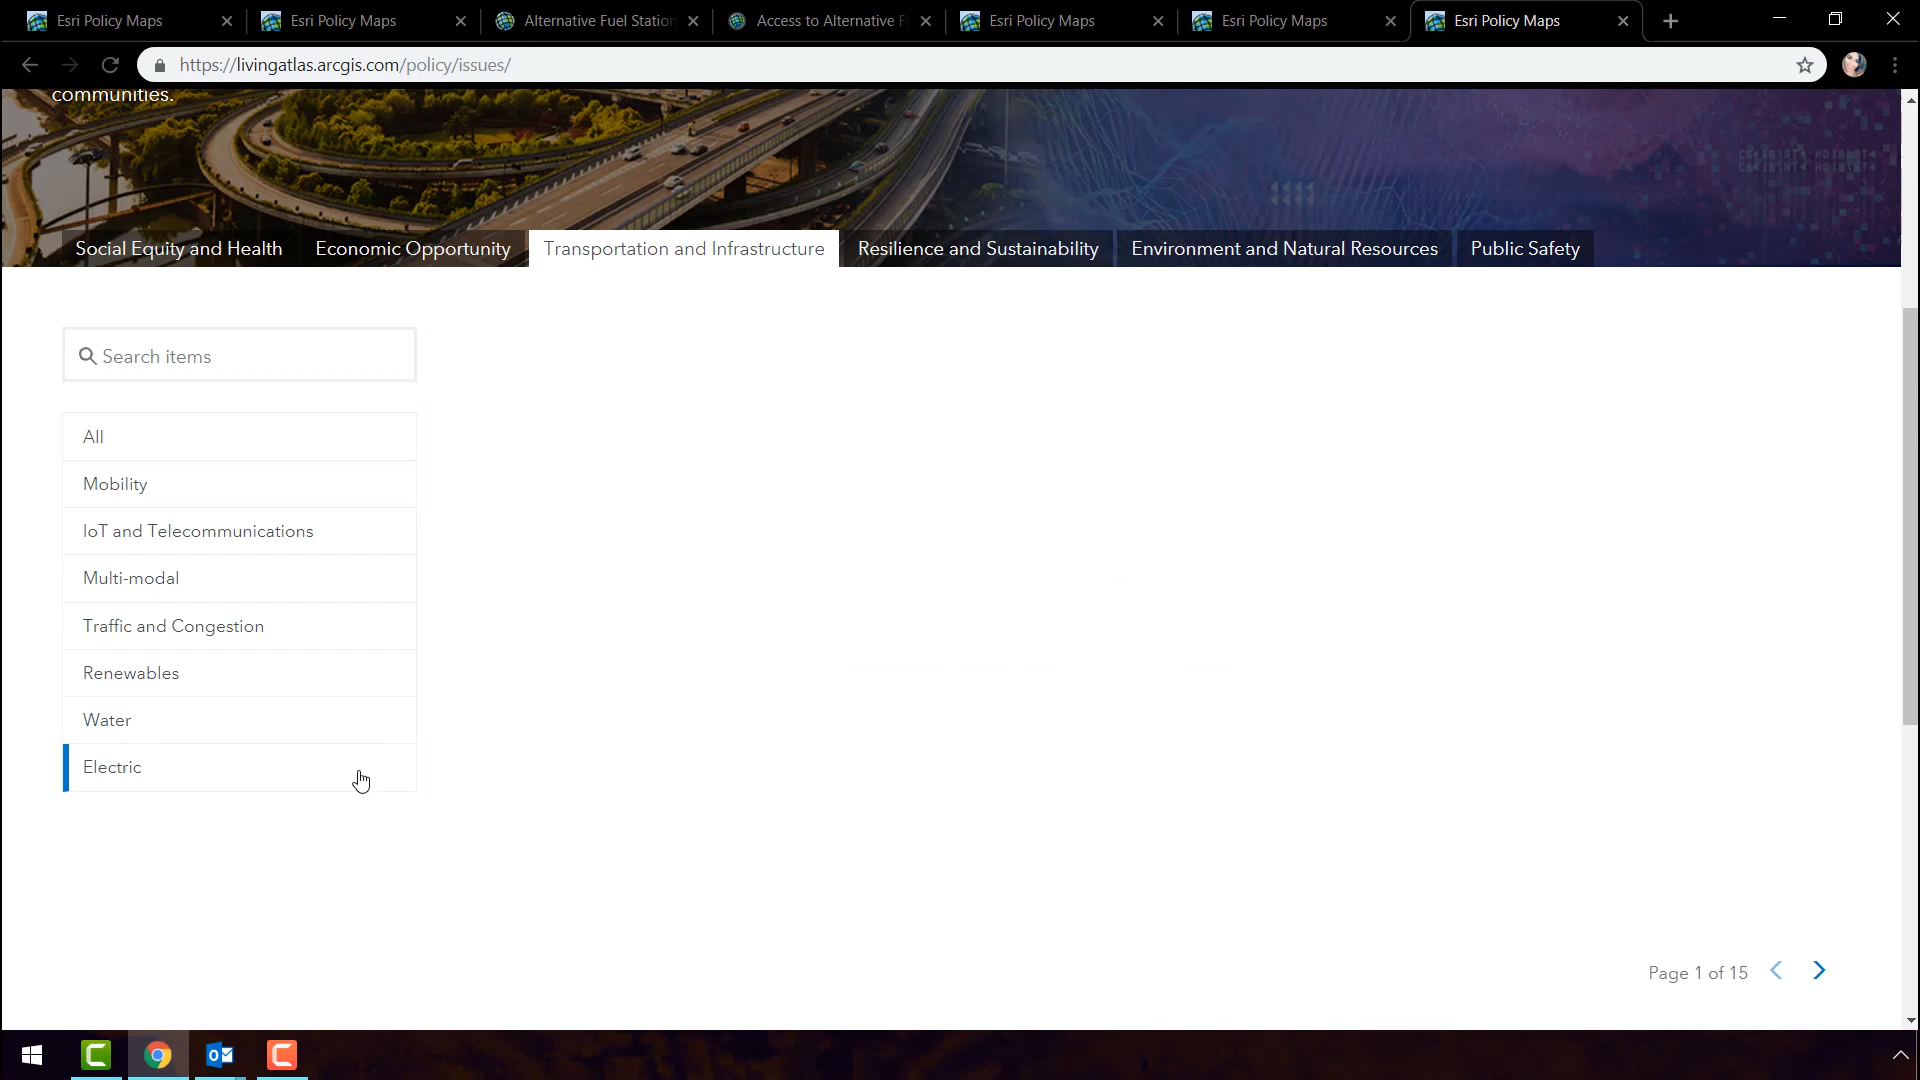 Esri Policy Maps
Esri Policy Maps
Alternative Fuel Station
Access to Alternative F
Esri Policy Maps
Esri Policy Maps
Esri Policy Maps
https://livingatlas.arcgis.com/policy/issues/
communities.
Social Equity and Health
Economic Opportunity
Transportation and Infrastructure
Resilience and Sustainability
Environment and Natural Resources
Public Safety
Search items
All
Mobility
IoT and Telecommunications
Multi-modal
Traffic and Congestion
Renewables
Water
Electric
Page 1 of 15